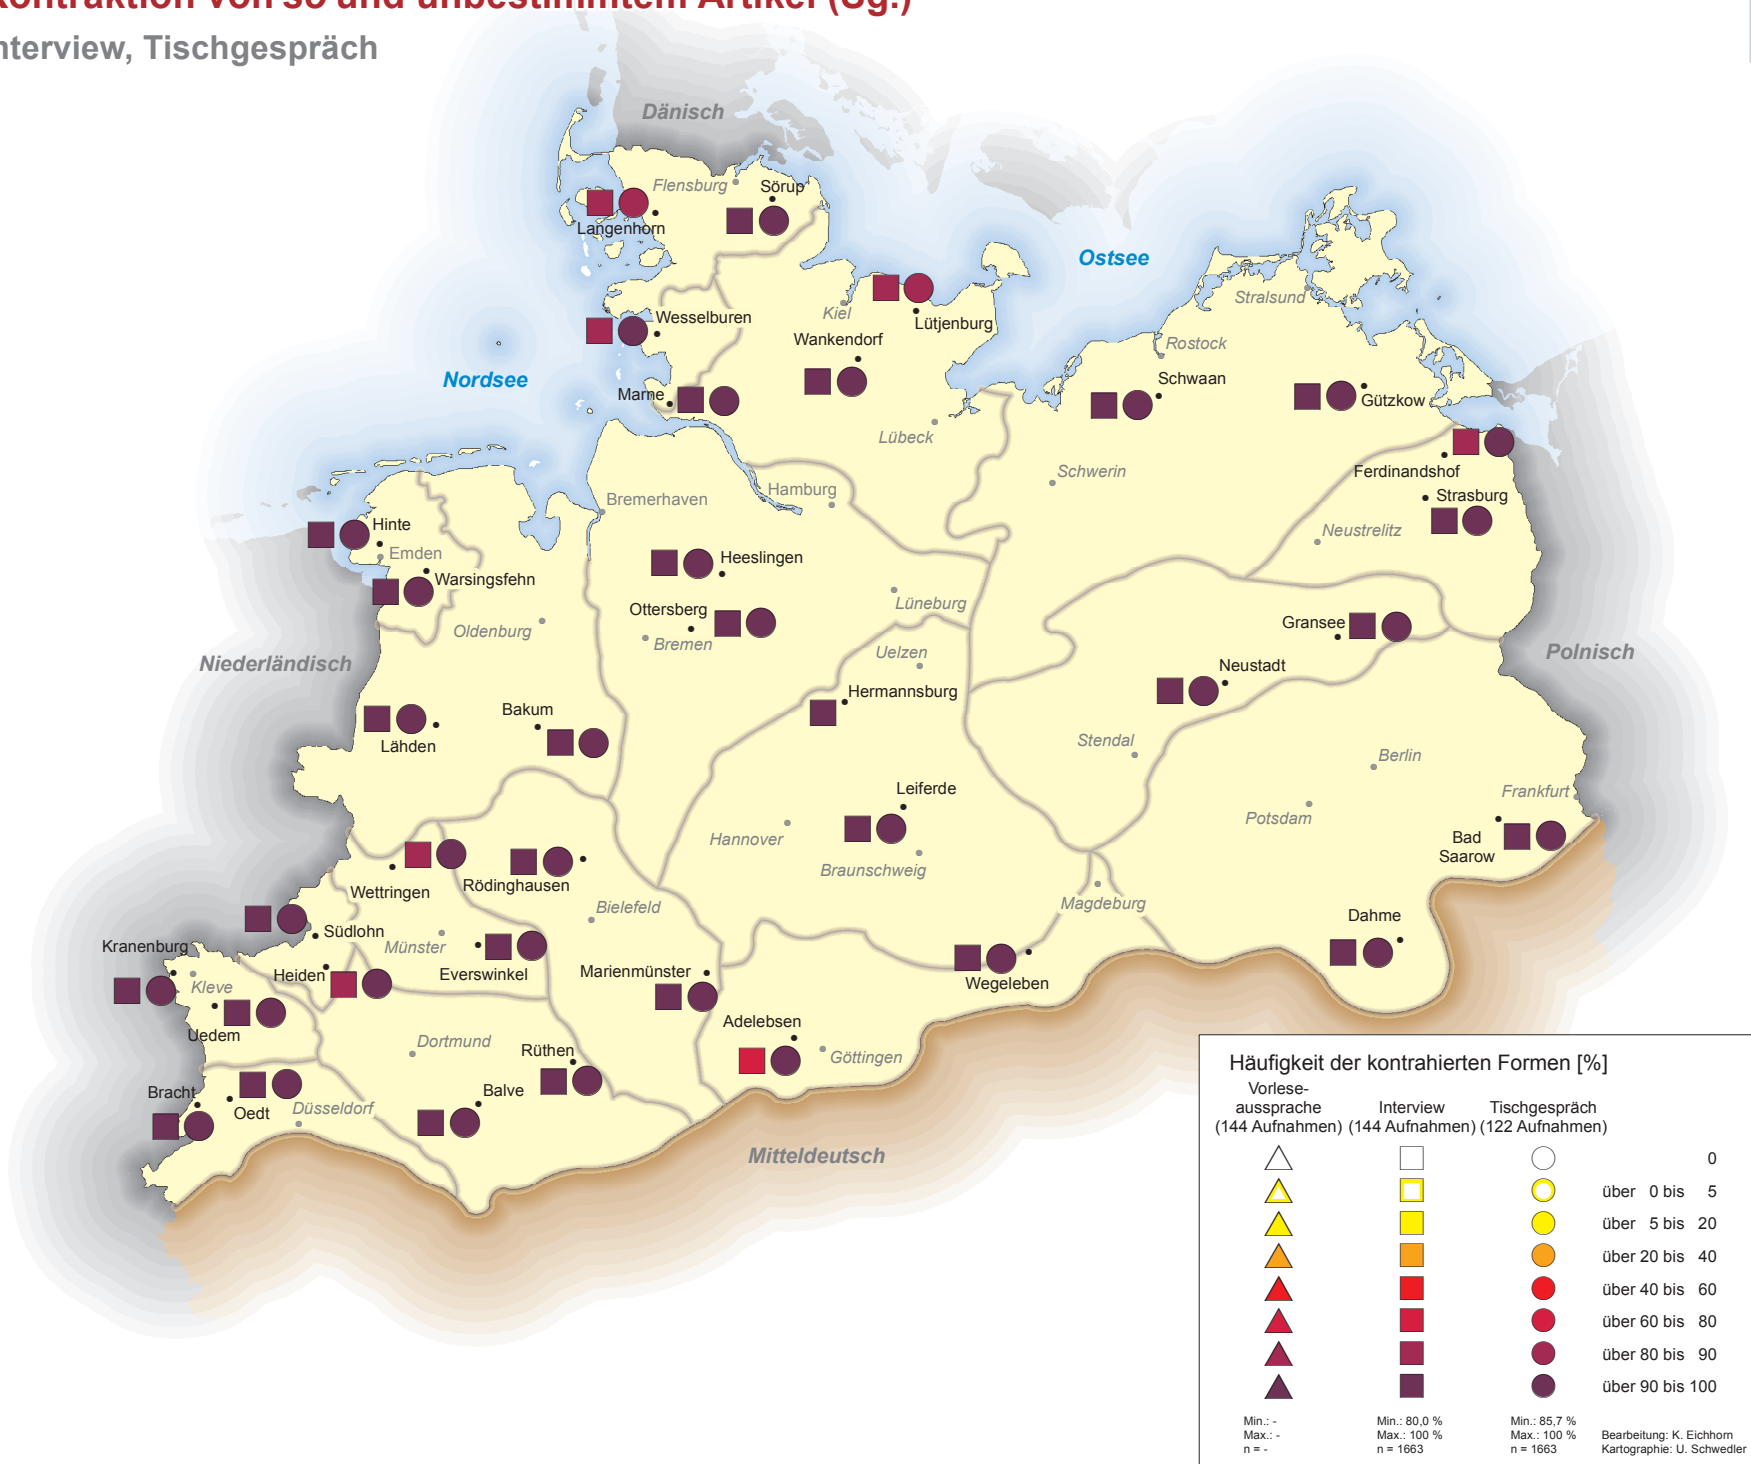 Kontraktion von so und unbestimmtem Artikel (Sg.)
Interview, Tischgespräch
Dänisch
Flensburg
Sörup
Langenhorn
Ostsee
Stralsund
Kiel
Lütjenburg
Wesselburen
Wankendorf
Rostock
Nordsee
Schwaan
Marne
Gützkow
Lübeck
Ferdinandshof
Schwerin
Hamburg
Strasburg
Bremerhaven
Hinte
Neustrelitz
Emden
Heeslingen
Warsingsfehn
Lüneburg
Ottersberg
Gransee
Oldenburg
Bremen
Uelzen
Polnisch
Niederländisch
Neustadt
Hermannsburg
Bakum
Lähden
Stendal
Berlin
Leiferde
Frankfurt
Potsdam
Hannover
Bad
Saarow
Braunschweig
Wettringen
Rödinghausen
Magdeburg
Bielefeld
Dahme
Südlohn
Kranenburg
Münster
Heiden
Everswinkel
Marienmünster
Wegeleben
Kleve
Adelebsen
Uedem
Dortmund
Rüthen
Göttingen
Bracht
Balve
Oedt
Düsseldorf
Mitteldeutsch
Häufigkeit der kontrahierten Formen [%]
Vorlese-
aussprache Interview Tischgespräch
(144 Aufnahmen) (144 Aufnahmen) (122 Aufnahmen)
0
über 0 bis 5
über 5 bis 20
über 20 bis 40
über 40 bis 60
über 60 bis 80
über 80 bis 90
über 90 bis 100
Min.: - Min.: 80,0 % Min.: 85,7 %
Max.: - Max.: 100 % Max.: 100 % Bearbeitung: K. Eichhorn
n = - n = 1663 n = 1663 Kartographie: U. Schwedler